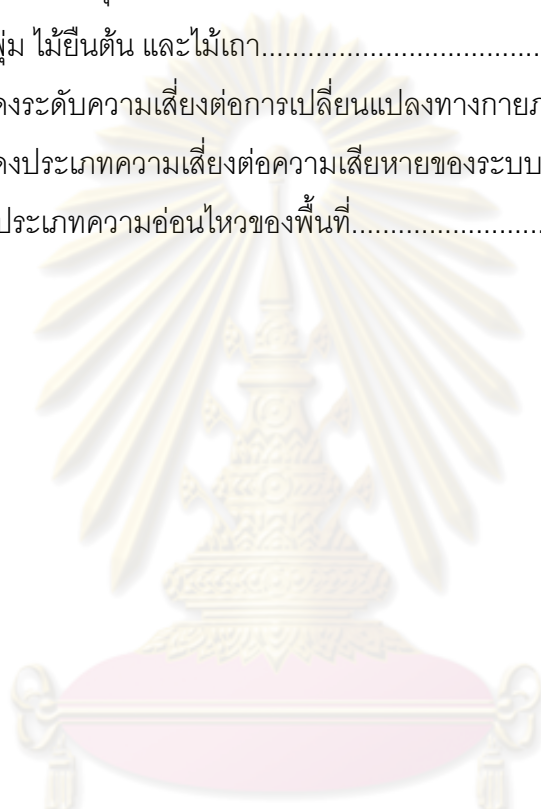 พุ่ม ไม้ยืนต้น และไม้เถา
ระดับความเสี่ยงต่อการเปลี่ยนแปลงทาง
ประเภทความเสี่ยงต่อความเสียหายของระบบ
ประเภทความอ่อนไหวของพื้นที่